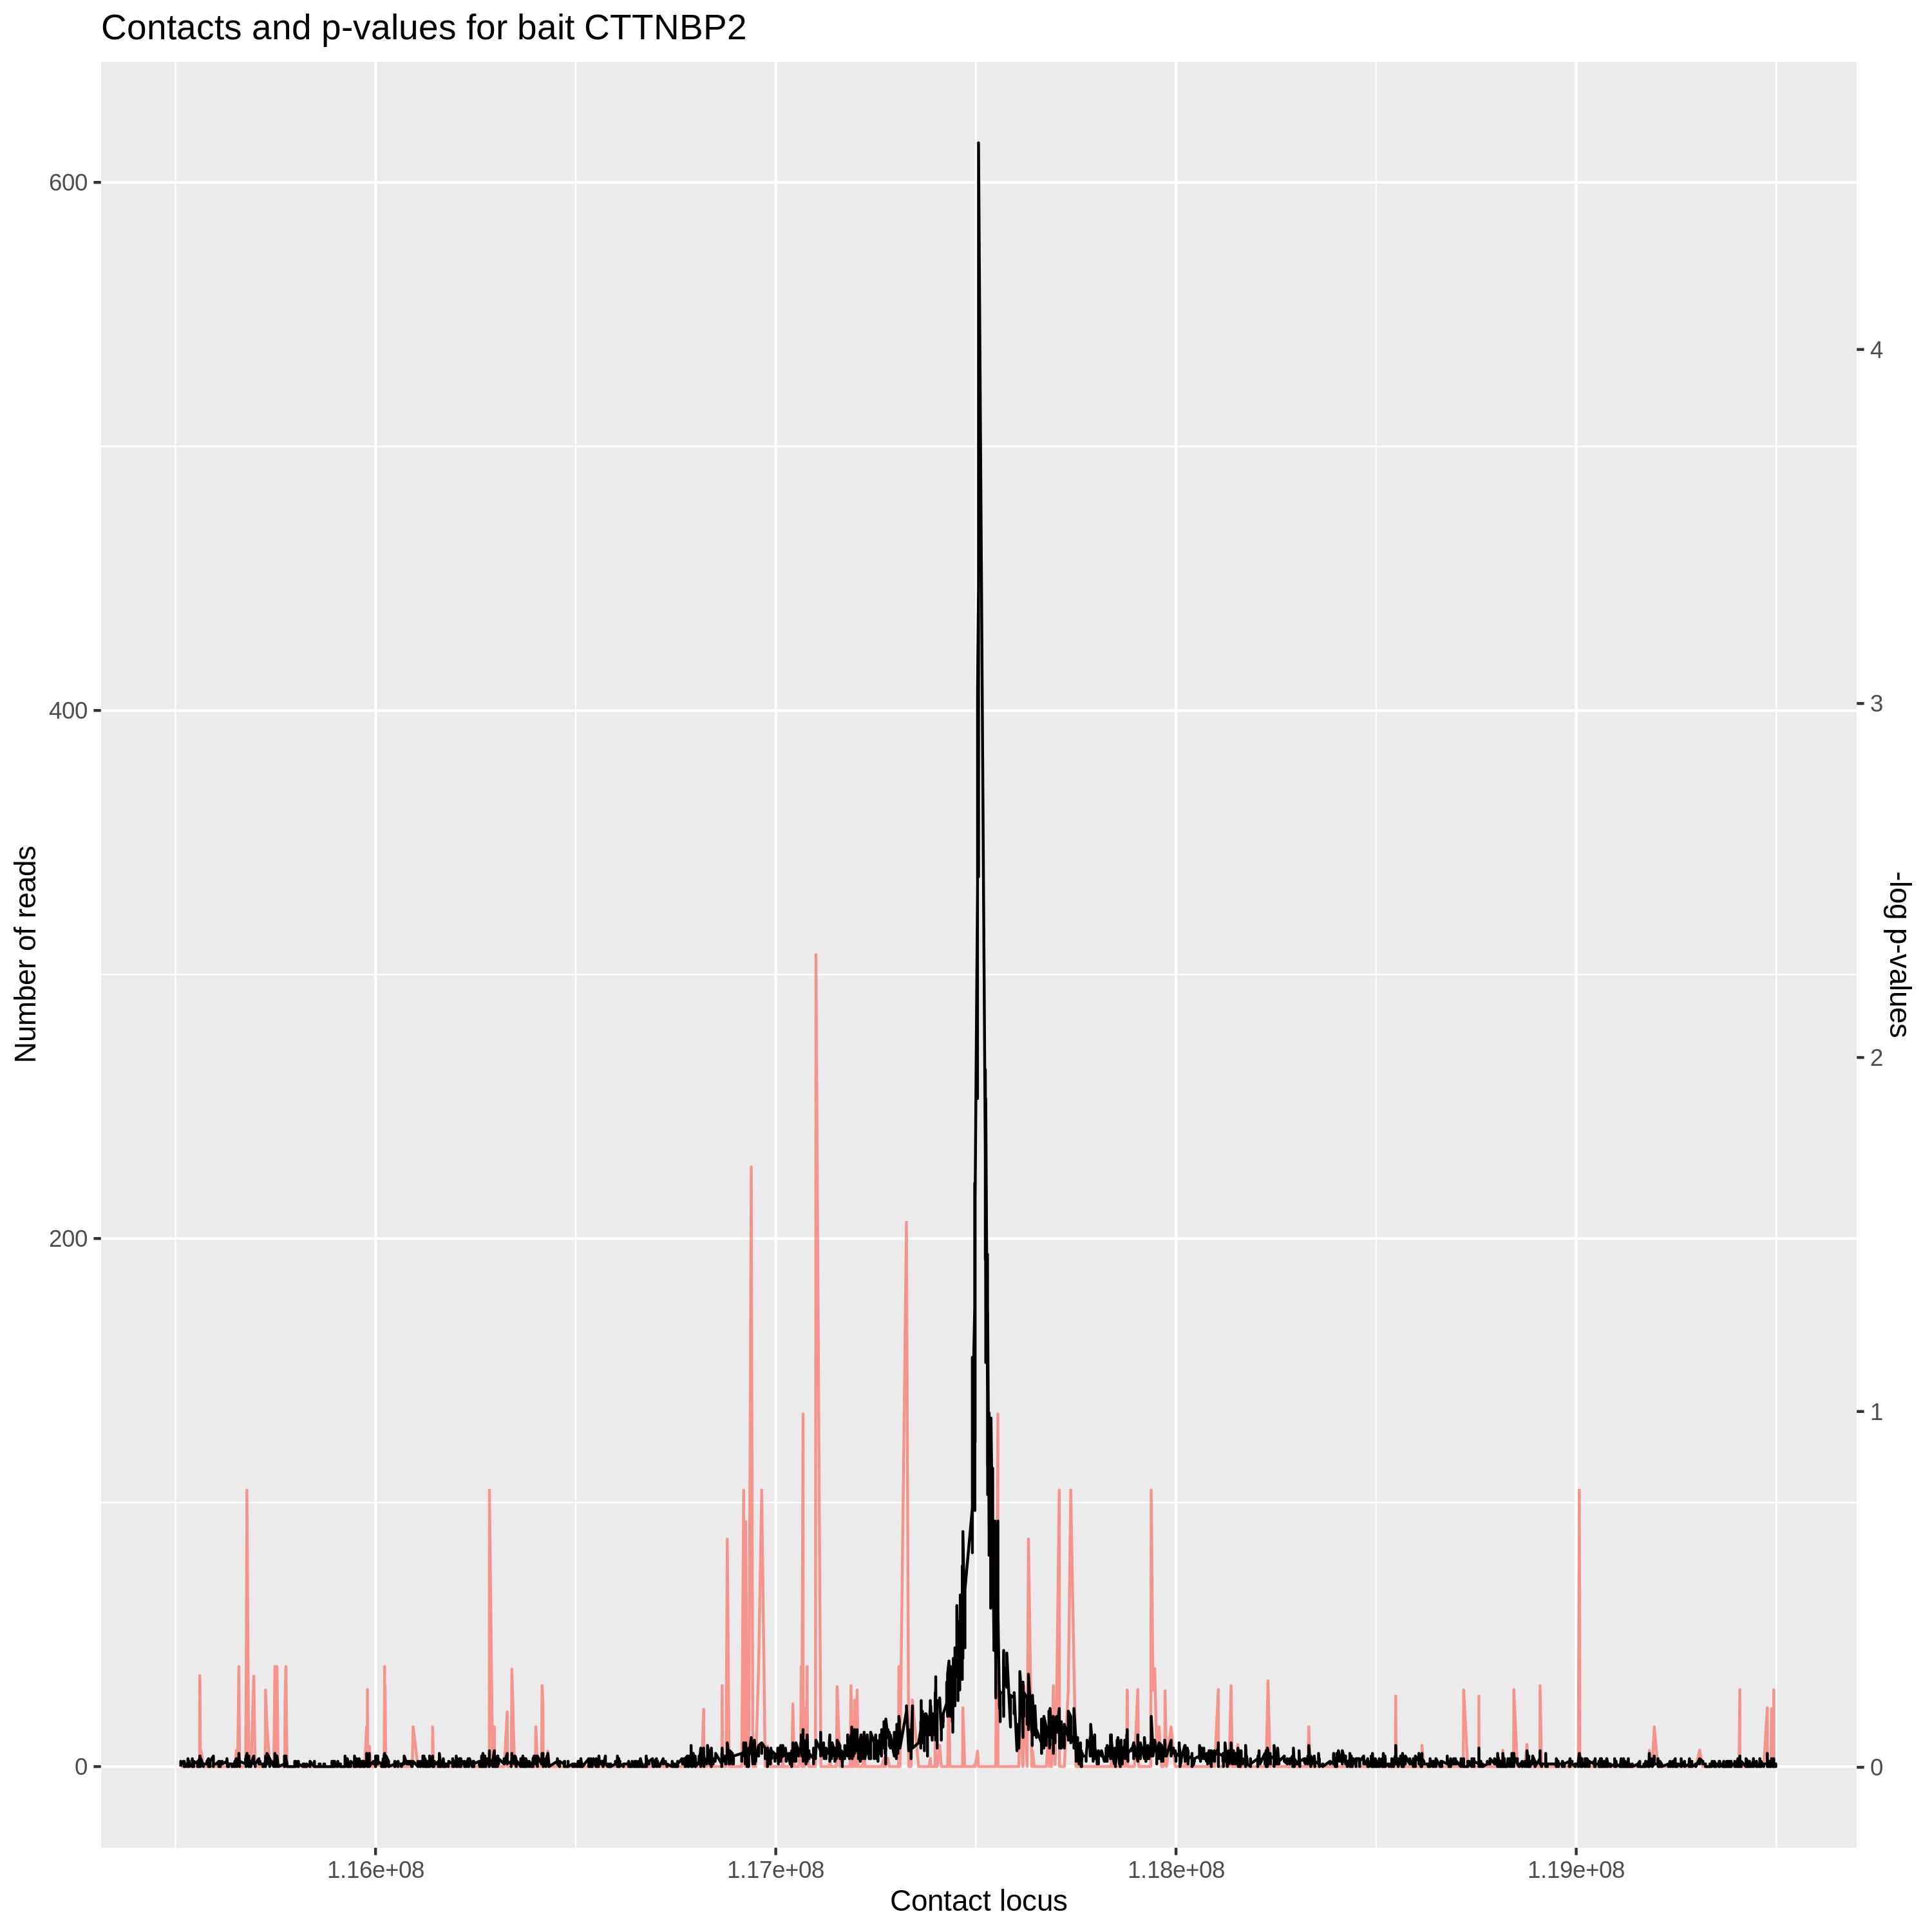 Contacts and p-values for bait CTTNBP2
600
400
200
0
Number of reads
4
3
2
1
0
-log p-values
1.16e+08
1.17e+08
1.18e+08
1.19e+08
Contact locus